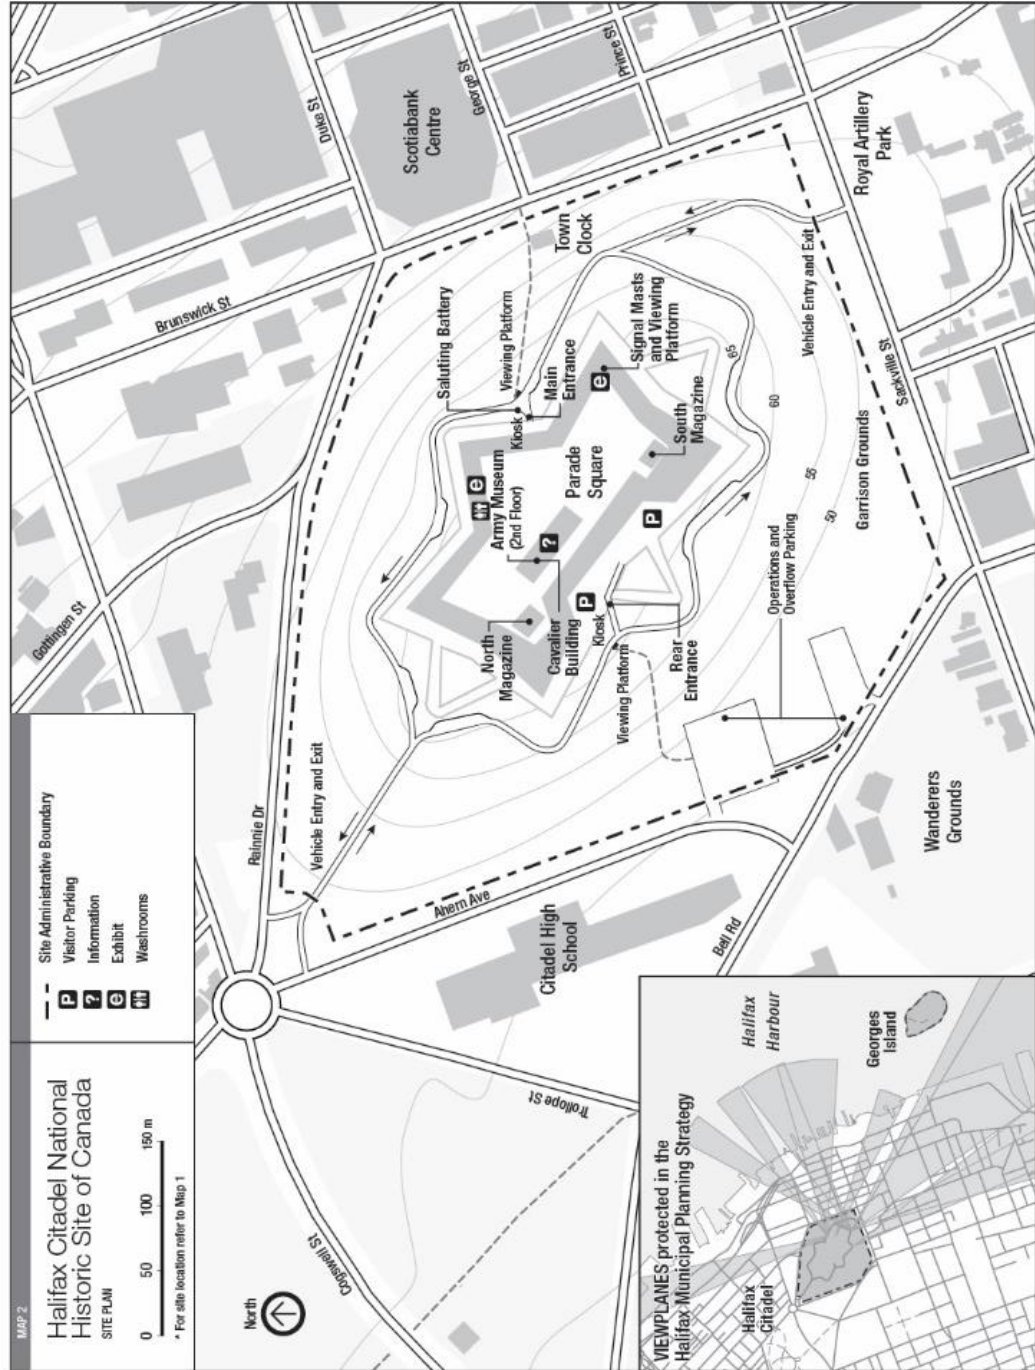 MAP 2
Halifax Citadel National
Historic Site of Canada
SITE PLAN
0 50 100 150 m
* For site location refer to Map 1
Site Administrative Boundary
P Visitor Parking
? Information
e Exhibit
Washrooms
North
Cogswell St
Trollope St
Rainnie Dr
Gottingen St
Brunswick St
Duke St
George St
Prince St
Scotiabank
Centre
Royal Artillery
Park
Sackville St
Town
Clock
Vehicle Entry and Exit
Saluting Battery
Viewing Platform
Kiosk
Main
Entrance
e
Signal Masts
and Viewing
Platform
e
Army Museum
(2nd Floor)
Parade
Square
South
Magazine
?
P
P
North
Magazine
Cavalier
Building
Kiosk
Viewing Platform
Rear
Entrance
65
60
55
50
Vehicle Entry and Exit
Garrison Grounds
Operations and
Overflow Parking
Ahern Ave
Citadel High
School
Bell Rd
Wanderers
Grounds
VIEWPLANES protected in the
Halifax Municipal Planning Strategy
Halifax
Citadel
Halifax
Harbour
Georges
Island